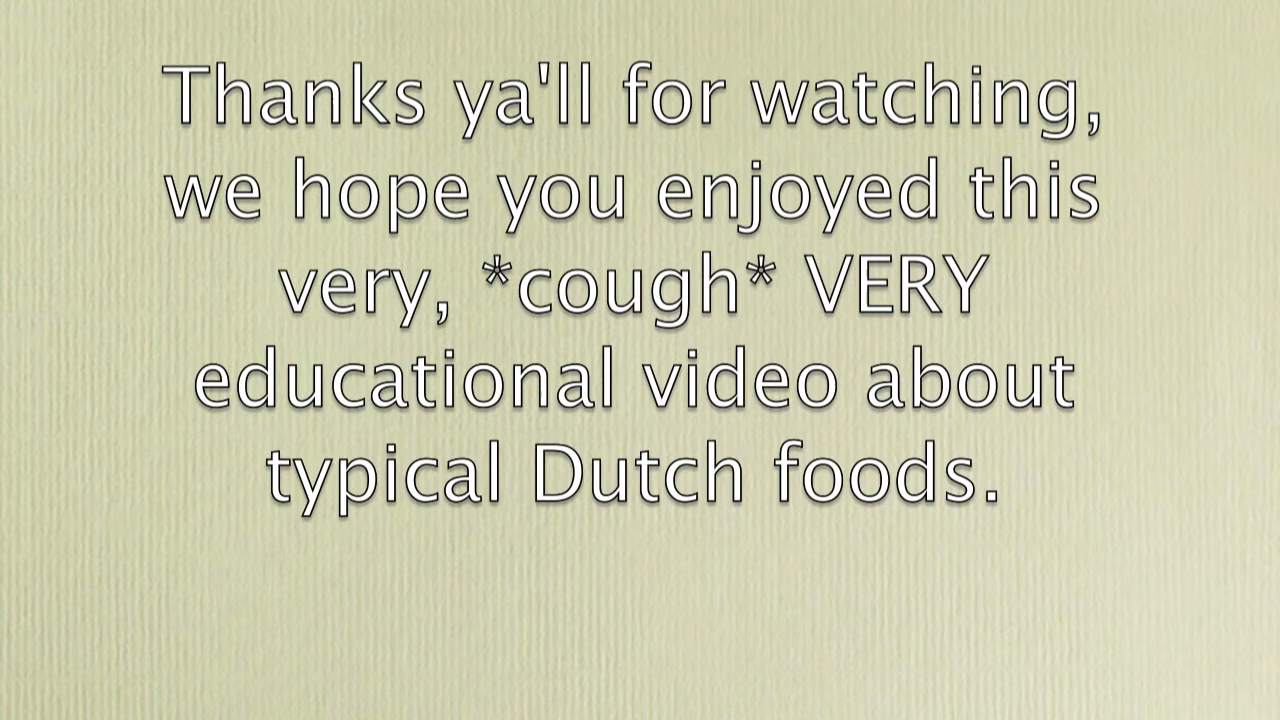 Thanks ya'll for watching,
we hope you enjoyed this
very, *cough* VERY
educational video about
typical Dutch foods.